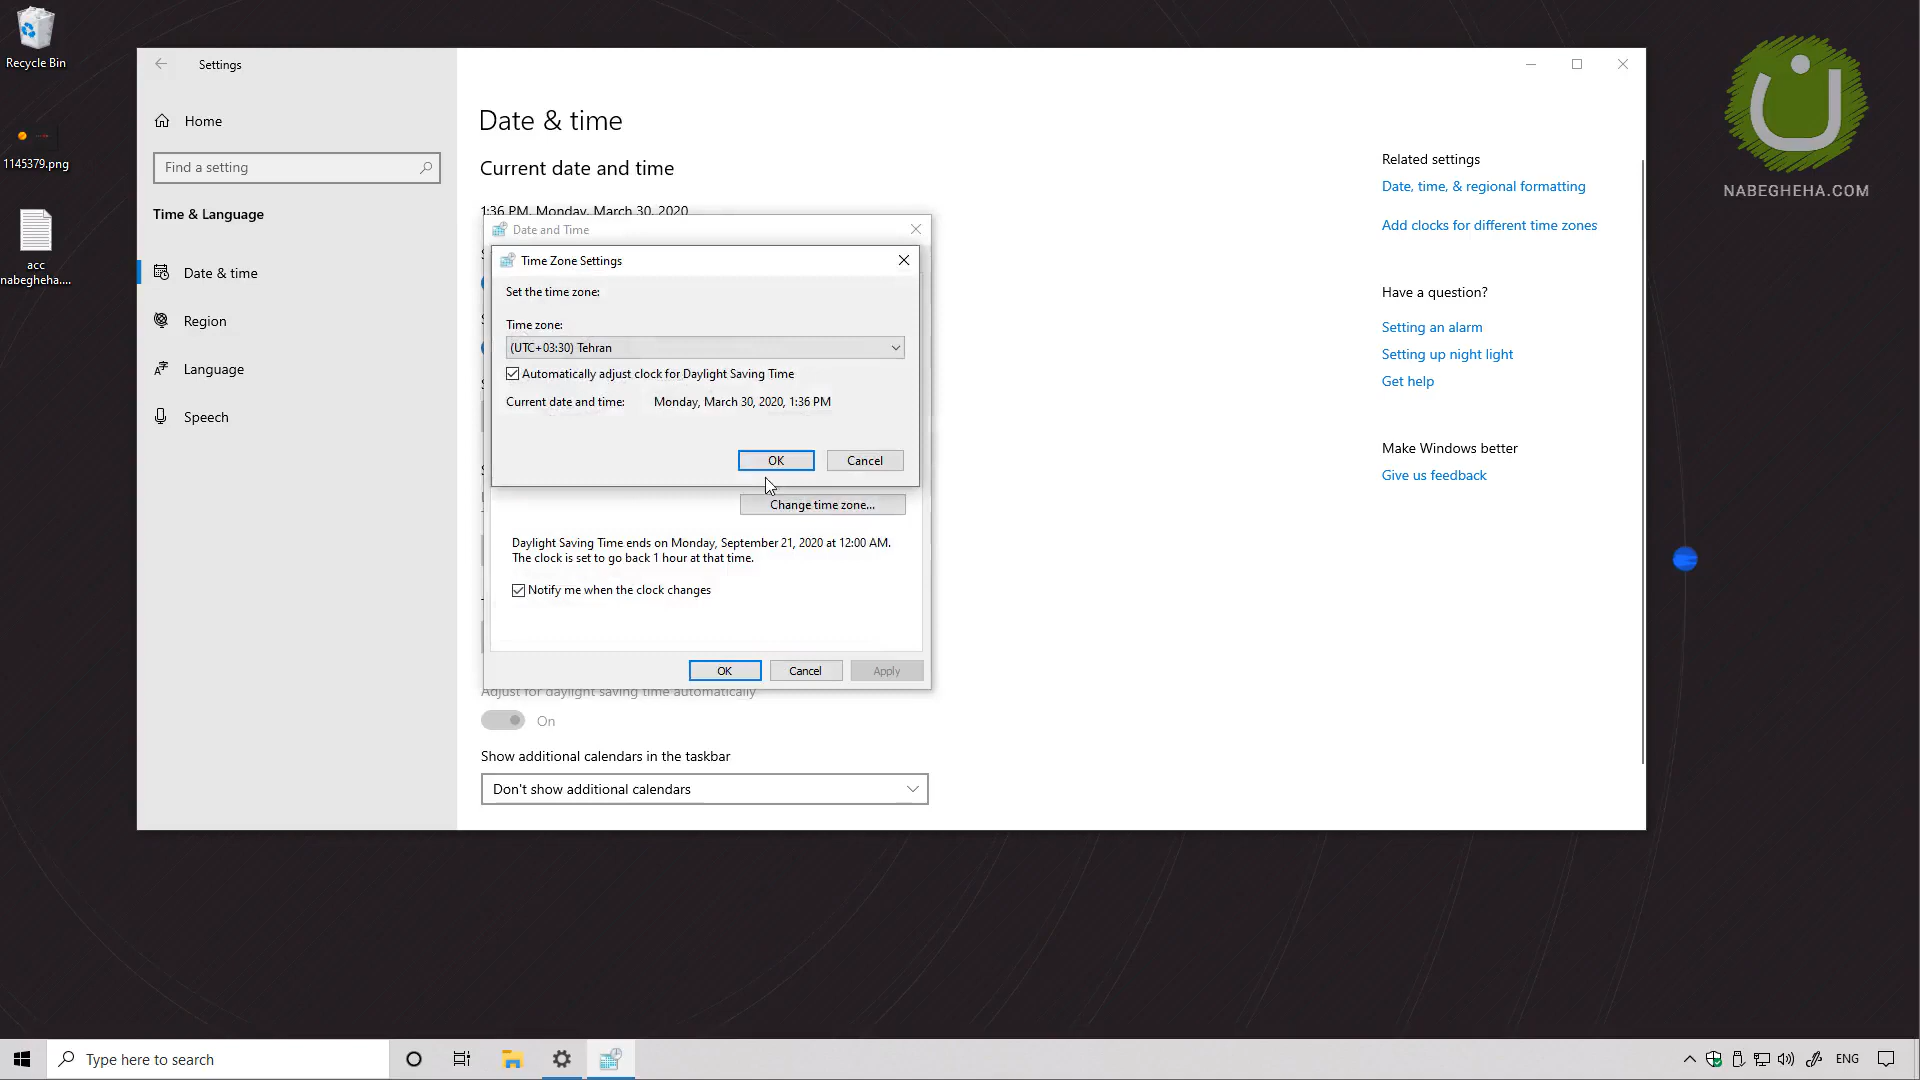 Recycle Bin
1145379.png
acc
nabegheha....
Settings
Home
Find a setting
Time & Language
Date & time
Region
Language
Speech
Date & time
Current date and time
1:36 PM, Monday, March 30, 2020
Date and Time
Time Zone Settings
Set the time zone:
Time zone:
(UTC+03:30) Tehran
Automatically adjust clock for Daylight Saving Time
Current date and time: Monday, March 30, 2020, 1:36 PM
OK Cancel
Change time zone...
Daylight Saving Time ends on Monday, September 21, 2020 at 12:00 AM.
The clock is set to go back 1 hour at that time.
Notify me when the clock changes
OK Cancel Apply
Adjust for daylight saving time automatically
On
Show additional calendars in the taskbar
Don't show additional calendars
Related settings
Date, time, & regional formatting
Add clocks for different time zones
Have a question?
Setting an alarm
Setting up night light
Get help
Make Windows better
Give us feedback
NABEGHEHA.COM
Type here to search
ENG